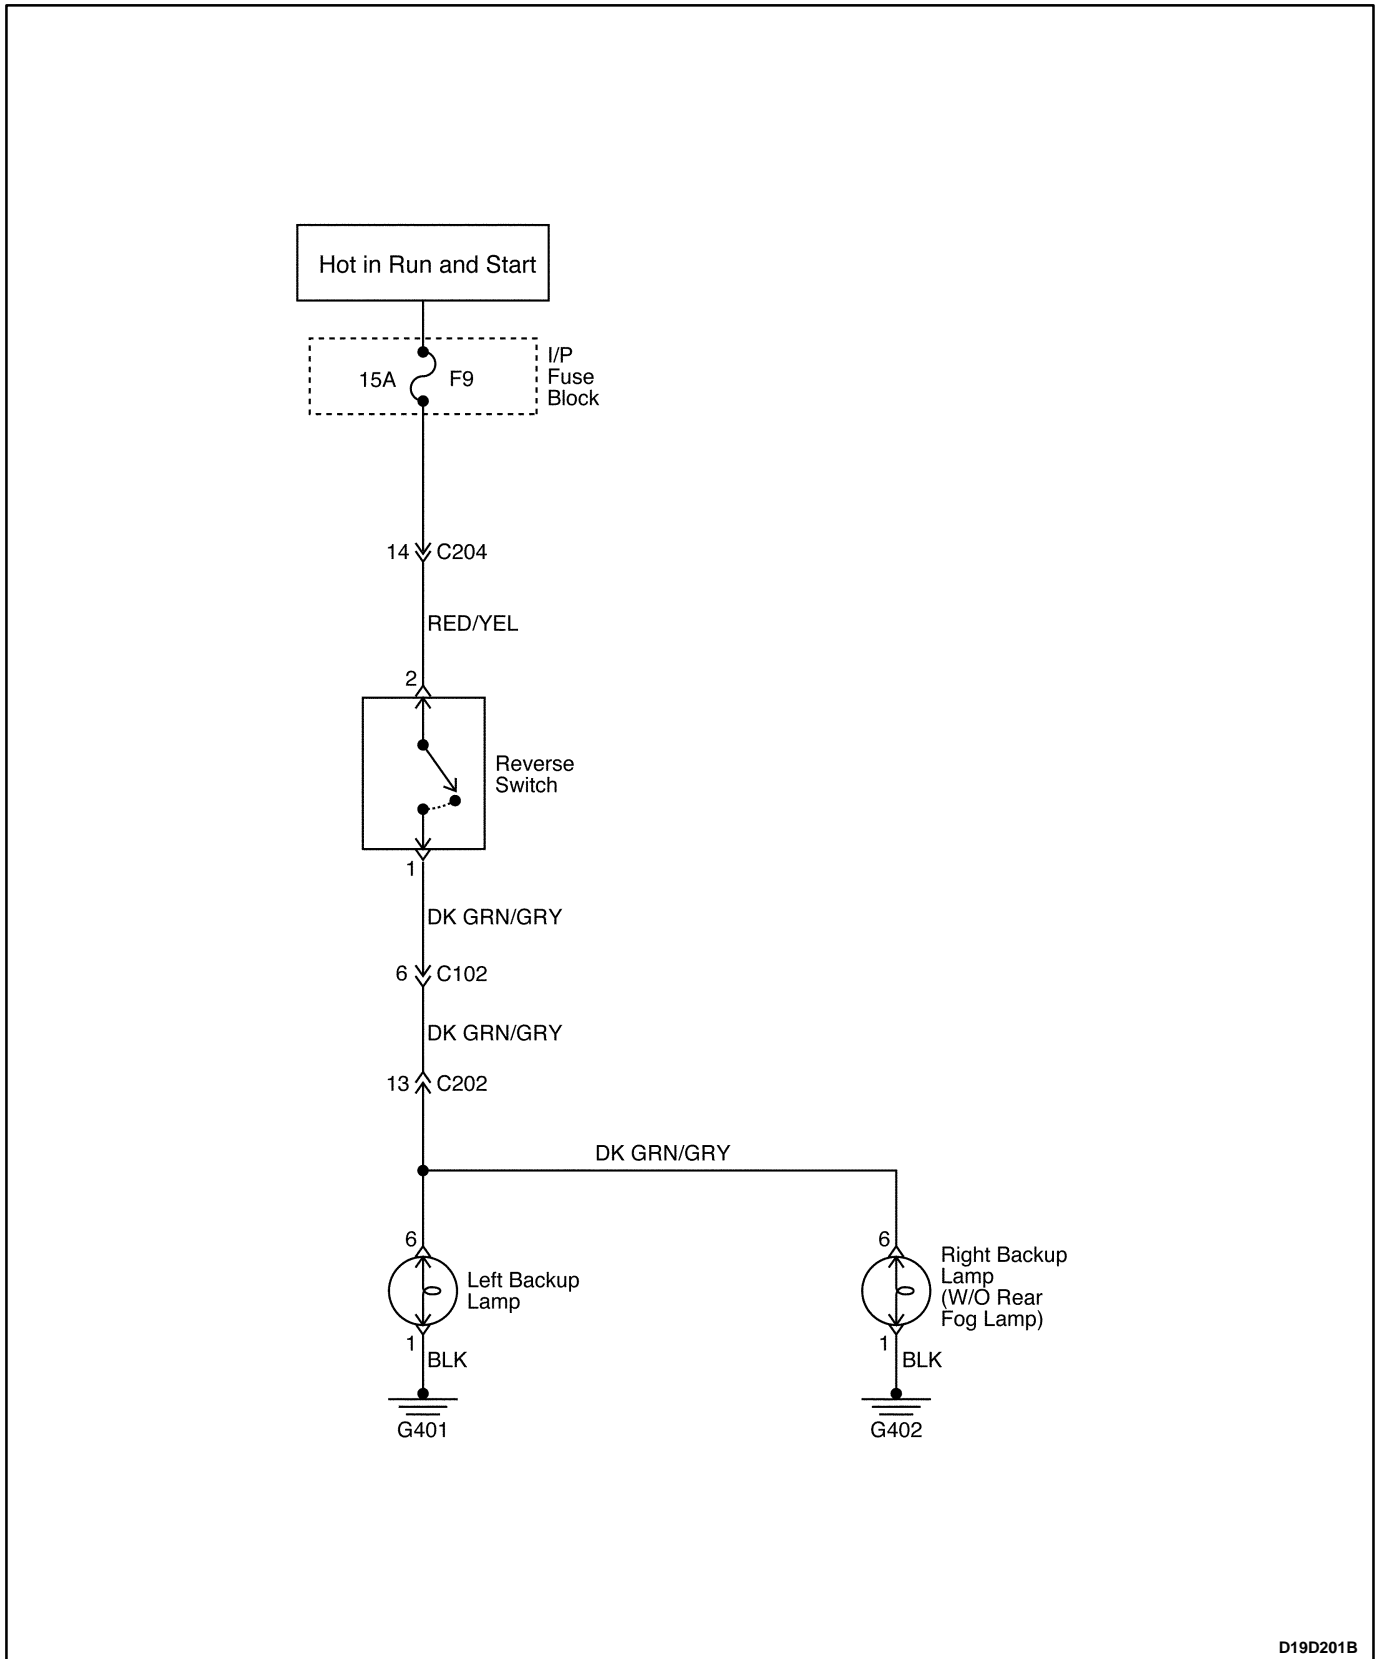 Hot in Run and Start
15A
F9
I/P
Fuse
Block
14
C204
RED/YEL
2
Reverse
Switch
1
DK GRN/GRY
6
C102
DK GRN/GRY
13
C202
DK GRN/GRY
6
Left Backup
Lamp
1
BLK
G401
6
Right Backup
Lamp
(W/O Rear
Fog Lamp)
1
BLK
G402
D19D201B